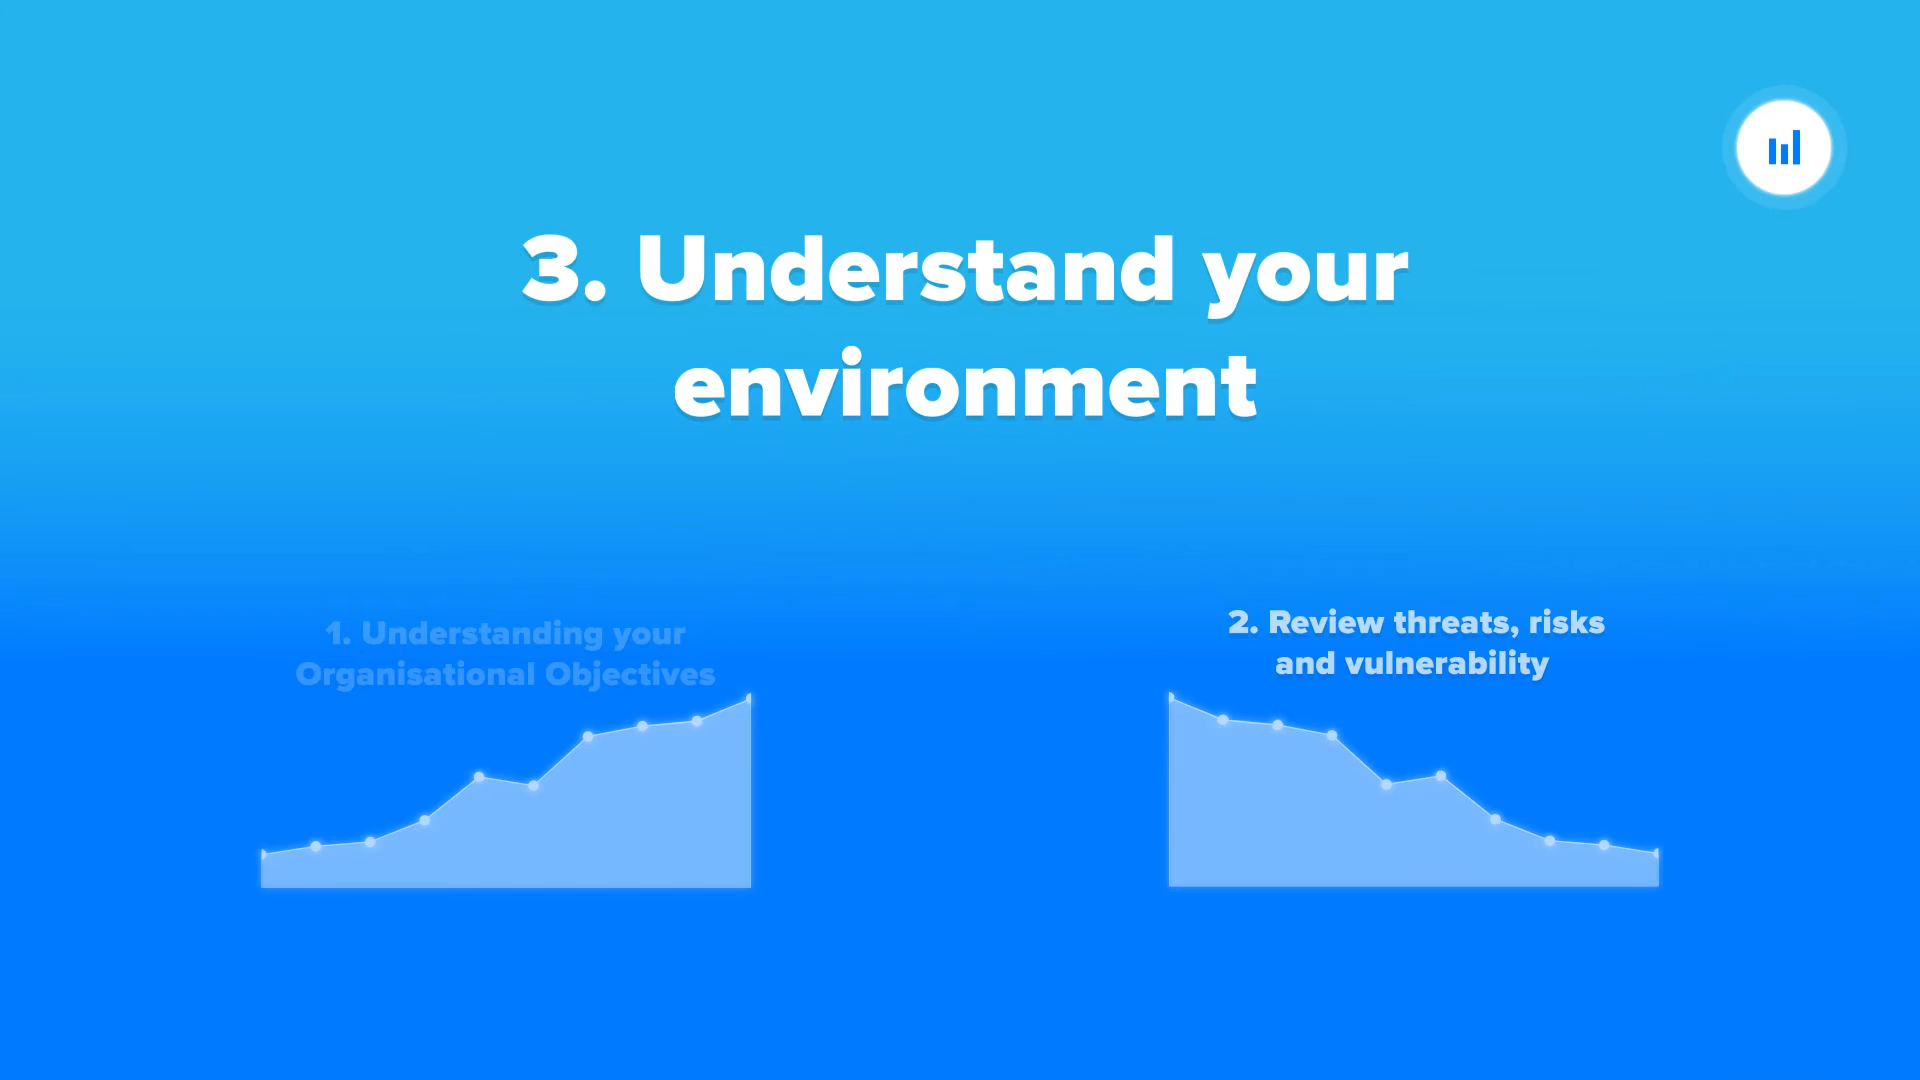 3. Understand your
environment
1. Understanding your
Organisational Objectives
2. Review threats, risks
and vulnerability